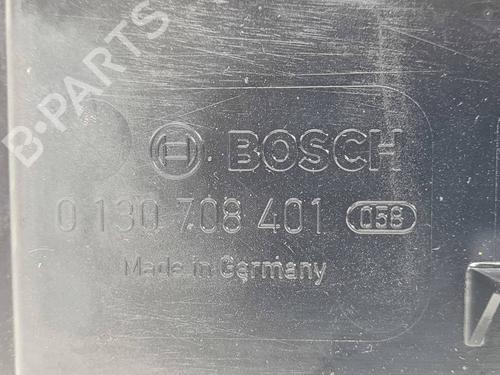 B-PARTS
BOSCH
0 130 708 401 058
Made in Germany